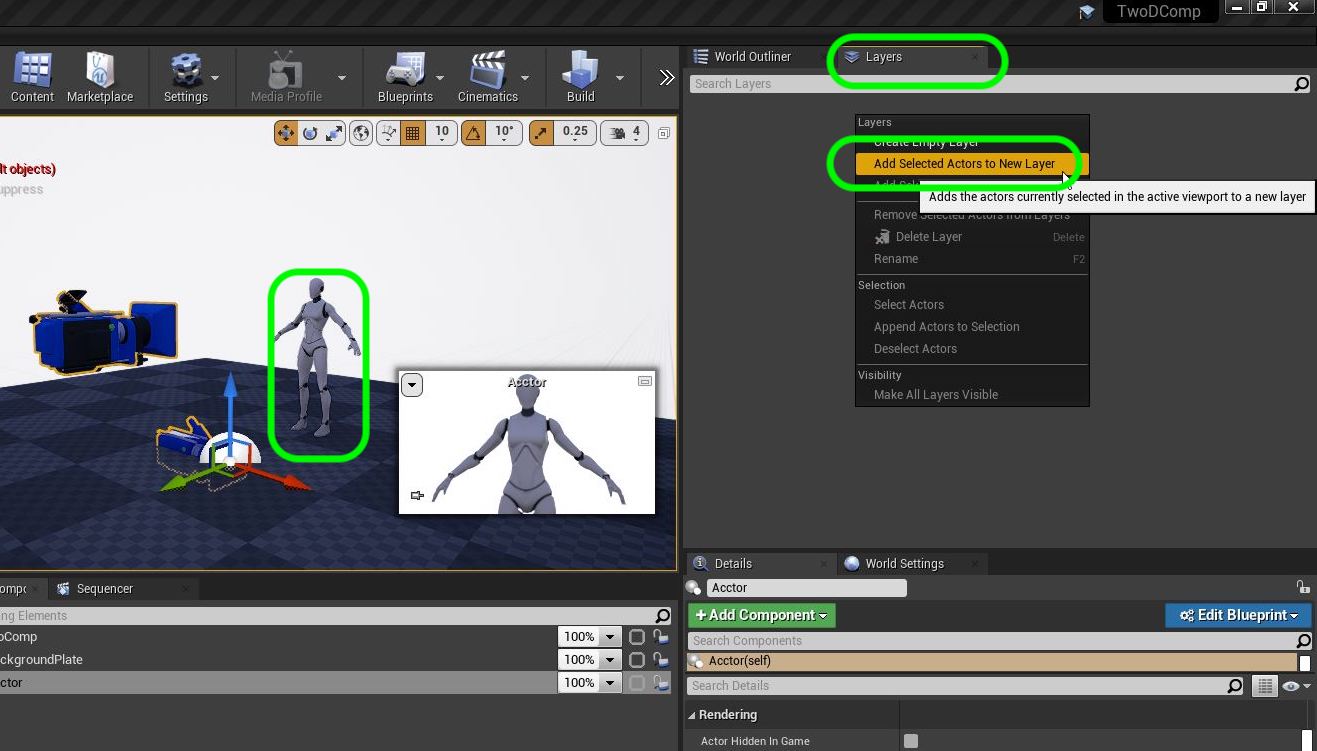 TwoDComp
Content
Marketplace
Settings
Media Profile
Blueprints
Cinematics
Build
World Outliner
Layers
Search Layers
10
10°
0.25
4
lt objects)
uppress
Layers
Create Empty Layer
Add Selected Actors to New Layer
Add Sel
Adds the actors currently selected in the active viewport to a new layer
Remove Selected Actors from Layers
Delete Layer Delete
Rename F2
Selection
Select Actors
Append Actors to Selection
Deselect Actors
Visibility
Make All Layers Visible
Acctor
ompc
Sequencer
ng Elements
oComp 100%
ckgroundPlate 100%
ctor 100%
Details
World Settings
Acctor
+Add Component
Edit Blueprint
Search Components
Acctor(self)
Search Details
Rendering
Actor Hidden In Game